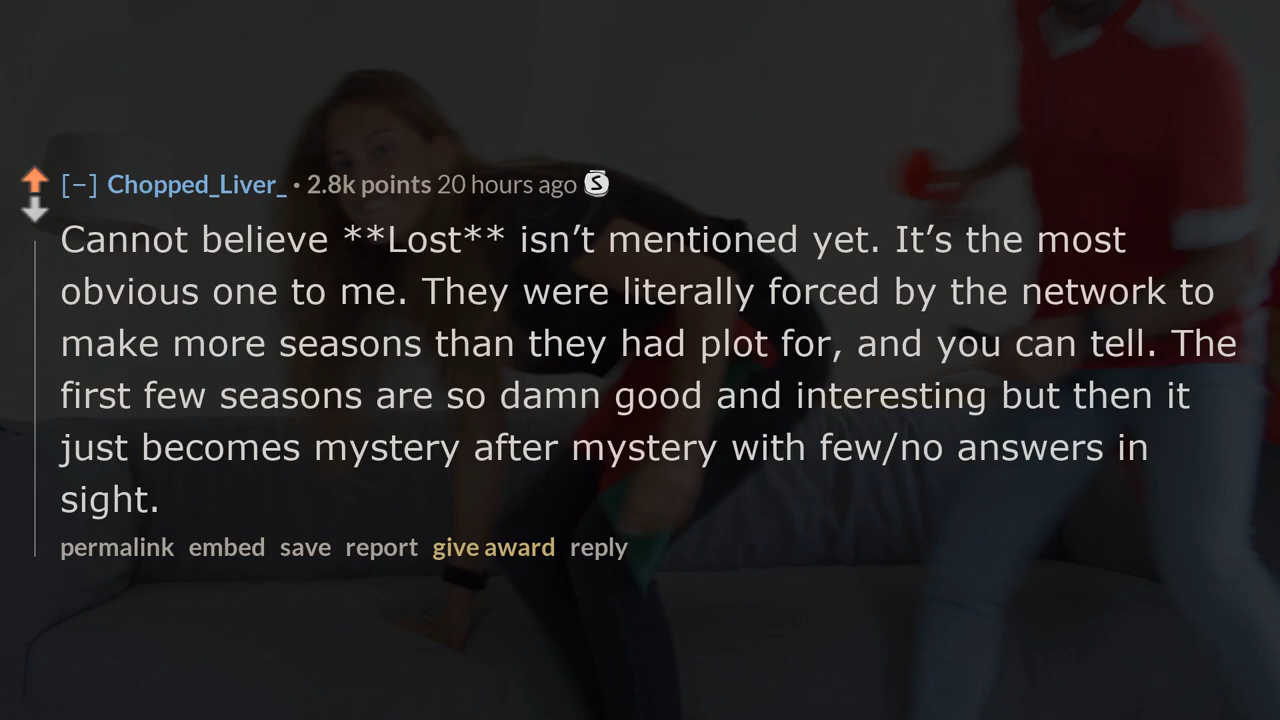 [–] Chopped_Liver_ · 2.8k points 20 hours ago S
Cannot believe **Lost** isn’t mentioned yet. It’s the most
obvious one to me. They were literally forced by the network to
make more seasons than they had plot for, and you can tell. The
first few seasons are so damn good and interesting but then it
just becomes mystery after mystery with few/no answers in
sight.
permalink embed save report give award reply